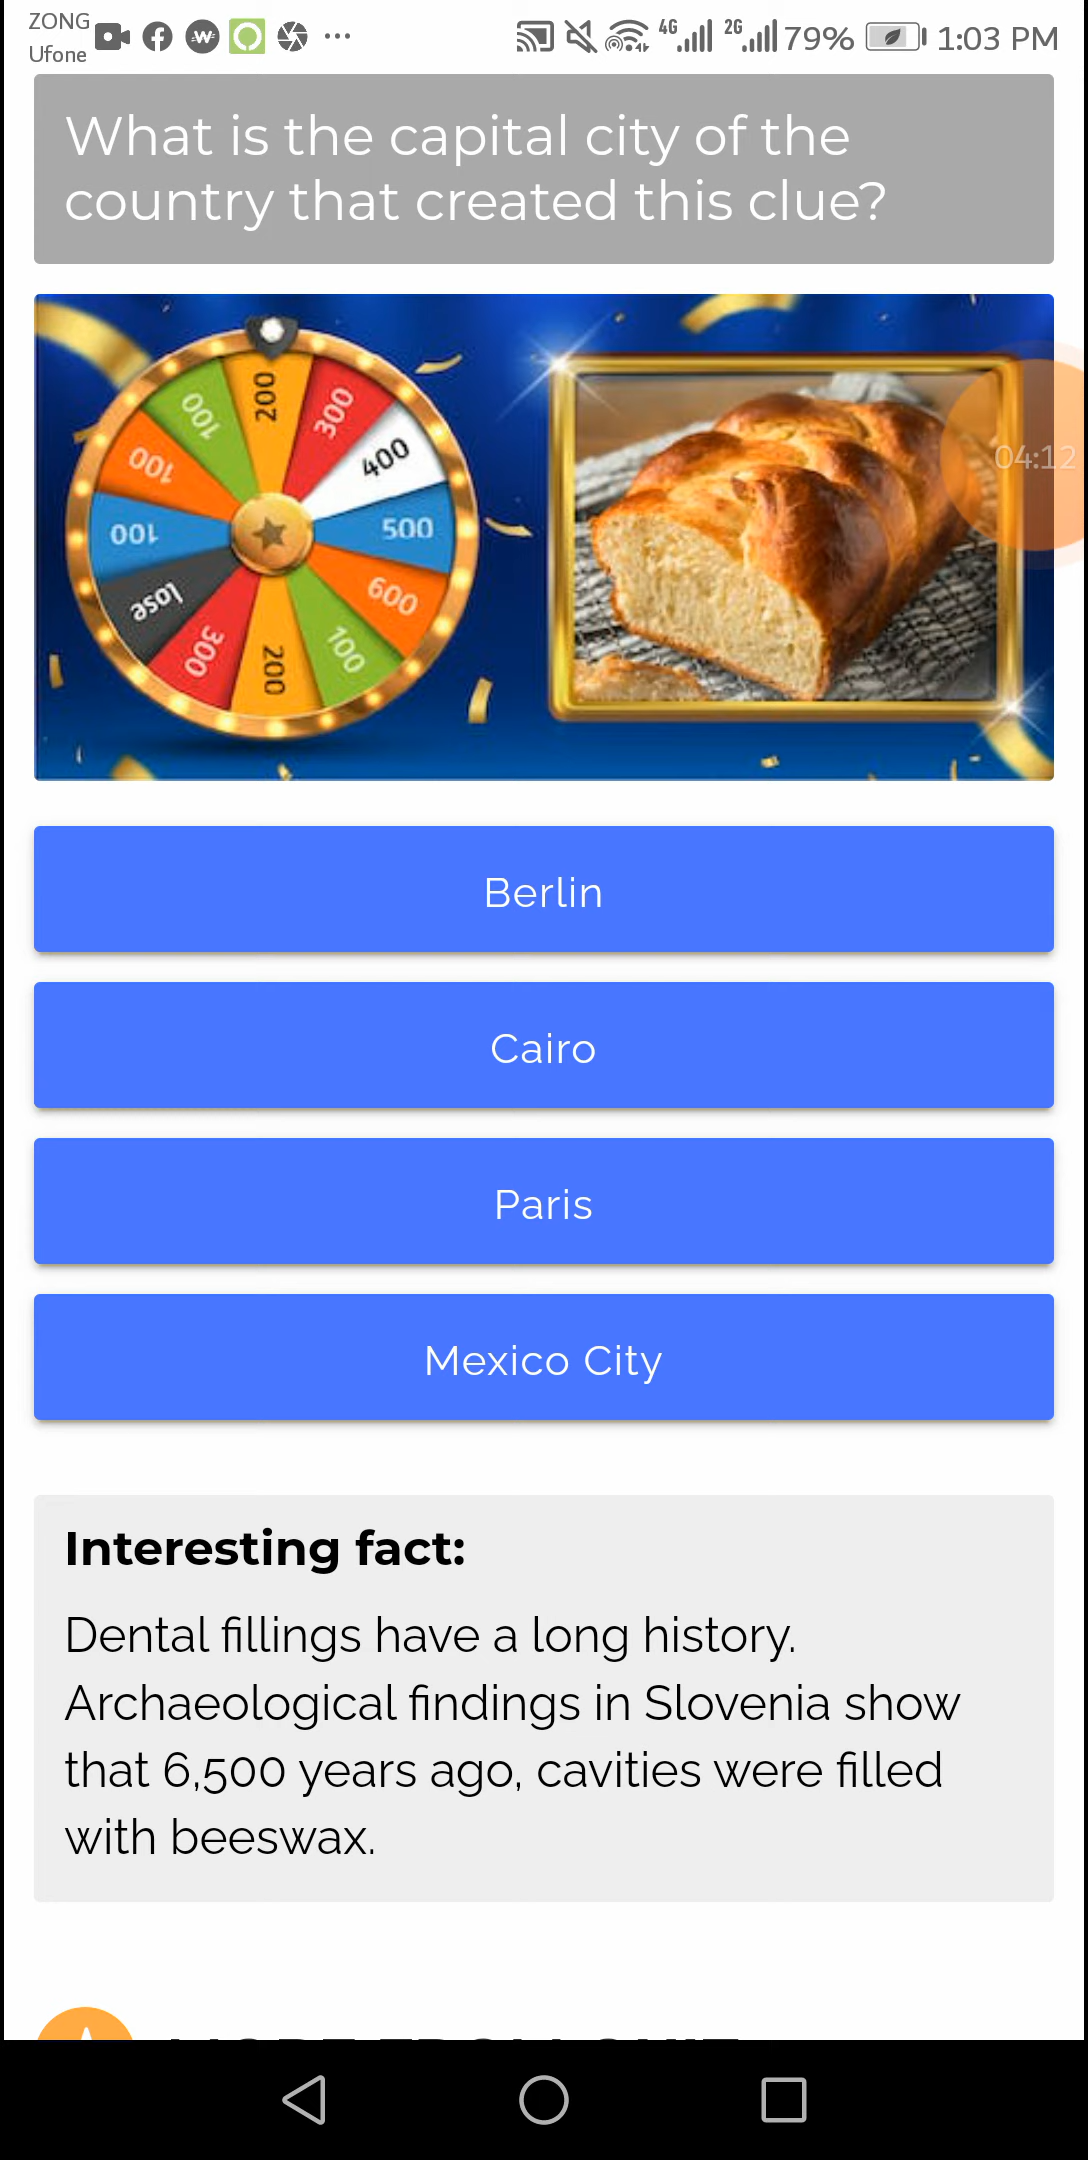 ZONG
Ufone
4G
2G
79%
1:03 PM
What is the capital city of the
country that created this clue?
200
300
400
500
600
100
200
300
lose
100
100
100
04:12
Berlin
Cairo
Paris
Mexico City
Interesting fact:
Dental fillings have a long history.
Archaeological findings in Slovenia show
that 6,500 years ago, cavities were filled
with beeswax.